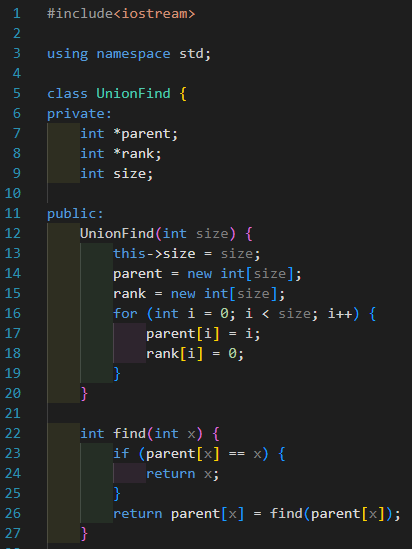 1 #include<iostream>
2
3 using namespace std;
4
5 class UnionFind {
6 private:
7     int *parent;
8     int *rank;
9     int size;
10
11 public:
12     UnionFind(int size) {
13         this->size = size;
14         parent = new int[size];
15         rank = new int[size];
16         for (int i = 0; i < size; i++) {
17             parent[i] = i;
18             rank[i] = 0;
19         }
20     }
21
22     int find(int x) {
23         if (parent[x] == x) {
24             return x;
25         }
26         return parent[x] = find(parent[x]);
27     }